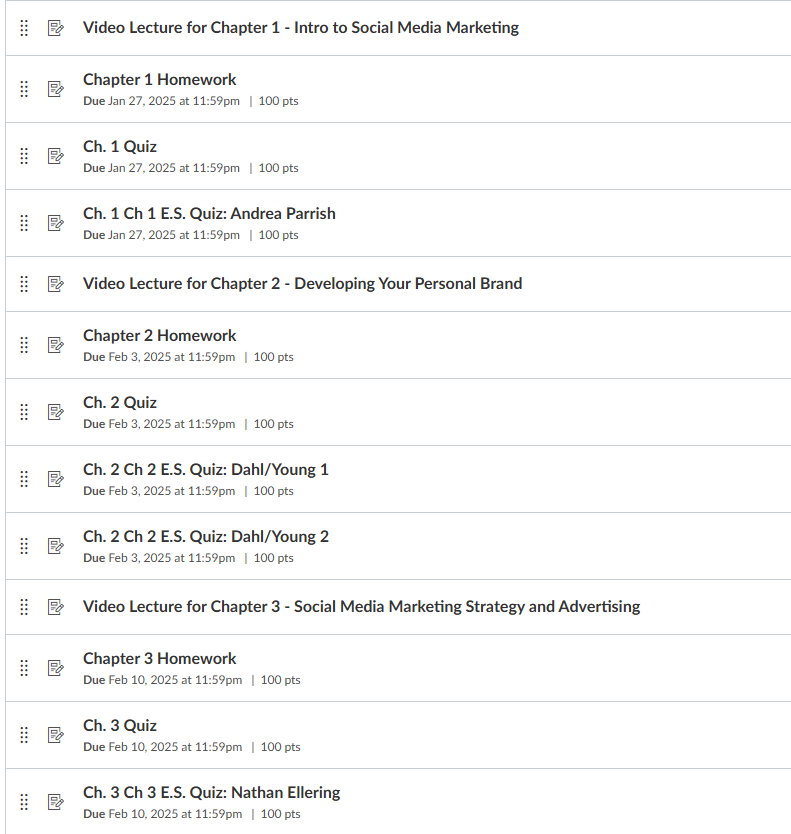 Video Lecture for Chapter 1 - Intro to Social Media Marketing
Chapter 1 Homework
Due Jan 27, 2025 at 11:59pm | 100 pts
Ch. 1 Quiz
Due Jan 27, 2025 at 11:59pm | 100 pts
Ch. 1 Ch 1 E.S. Quiz: Andrea Parrish
Due Jan 27, 2025 at 11:59pm | 100 pts
Video Lecture for Chapter 2 - Developing Your Personal Brand
Chapter 2 Homework
Due Feb 3, 2025 at 11:59pm | 100 pts
Ch. 2 Quiz
Due Feb 3, 2025 at 11:59pm | 100 pts
Ch. 2 Ch 2 E.S. Quiz: Dahl/Young 1
Due Feb 3, 2025 at 11:59pm | 100 pts
Ch. 2 Ch 2 E.S. Quiz: Dahl/Young 2
Due Feb 3, 2025 at 11:59pm | 100 pts
Video Lecture for Chapter 3 - Social Media Marketing Strategy and Advertising
Chapter 3 Homework
Due Feb 10, 2025 at 11:59pm | 100 pts
Ch. 3 Quiz
Due Feb 10, 2025 at 11:59pm | 100 pts
Ch. 3 Ch 3 E.S. Quiz: Nathan Ellering
Due Feb 10, 2025 at 11:59pm | 100 pts